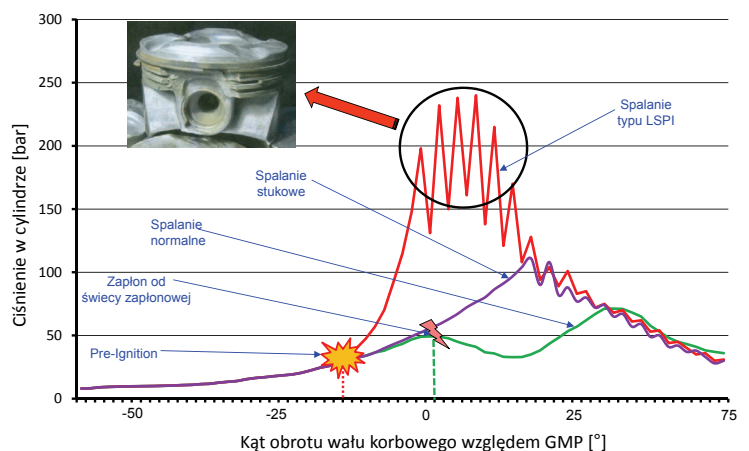 300
250
200
150
100
50
0
Ciśnienie w cylindrze [bar]
Spalanie
typu LSPI
Spalanie
stukowe
Spalanie
normalne
Zapłon od
świecy zapłonowej
Pre-Ignition
-50
-25
0
25
75
Kąt obrotu wału korbowego względem GMP [°]